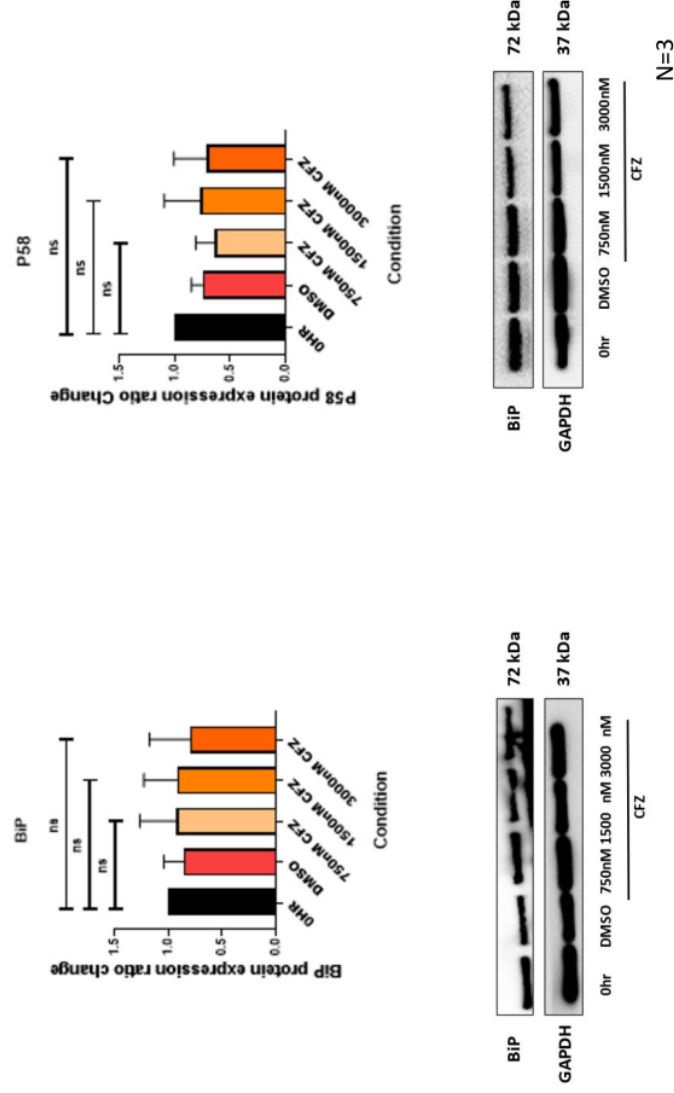 BiP
ns
ns
ns
BiP protein expression ratio change
1.5
1.0
0.5
0.0
0HR
DMSO
750nM CFZ
1500nM CFZ
3000nM CFZ
Condition
BiP
72 kDa
GAPDH
37 kDa
0hr DMSO 750nM 1500 nM 3000 nM
CFZ
P58
ns
ns
ns
P58 protein expression ratio Change
1.5
1.0
0.5
0.0
0HR
DMSO
750nM CFZ
1500nM CFZ
3000nM CFZ
Condition
BiP
72 kDa
GAPDH
37 kDa
0hr DMSO 750nM 1500nM 3000nM
CFZ
N=3